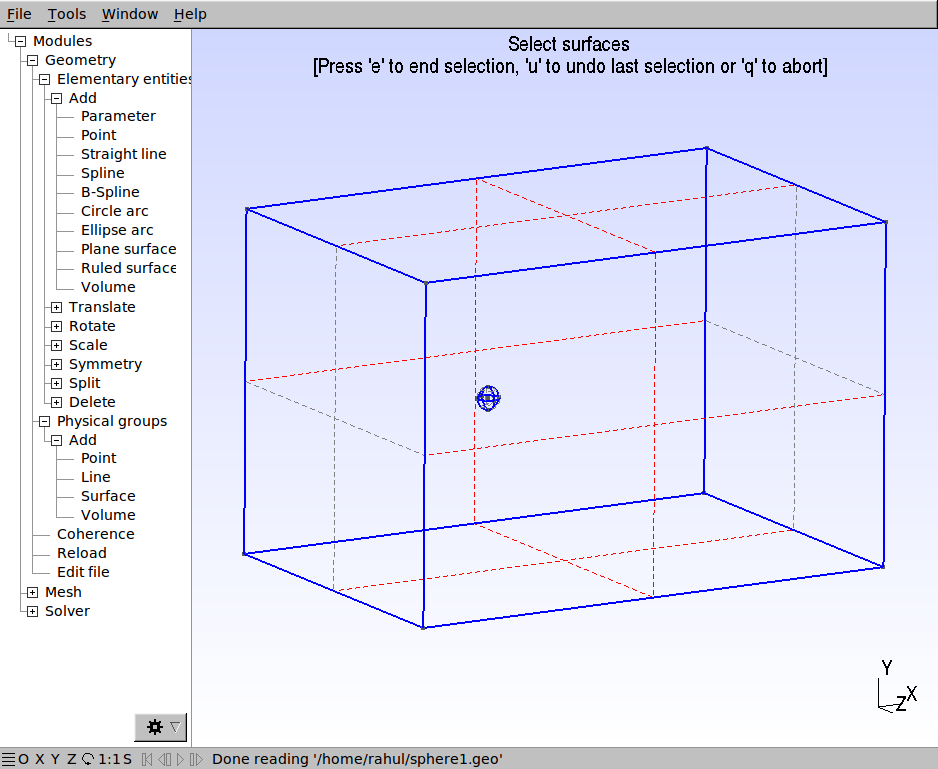 File Tools Window Help
Modules
Geometry
Elementary entities
Add
Parameter
Point
Straight line
Spline
B-Spline
Circle arc
Ellipse arc
Plane surface
Ruled surface
Volume
Translate
Rotate
Scale
Symmetry
Split
Delete
Physical groups
Add
Point
Line
Surface
Volume
Coherence
Reload
Edit file
Mesh
Solver
Select surfaces
[Press 'e' to end selection, 'u' to undo last selection or 'q' to abort]
Y
X
Z
O X Y Z 1:1 S Done reading '/home/rahul/sphere1.geo'